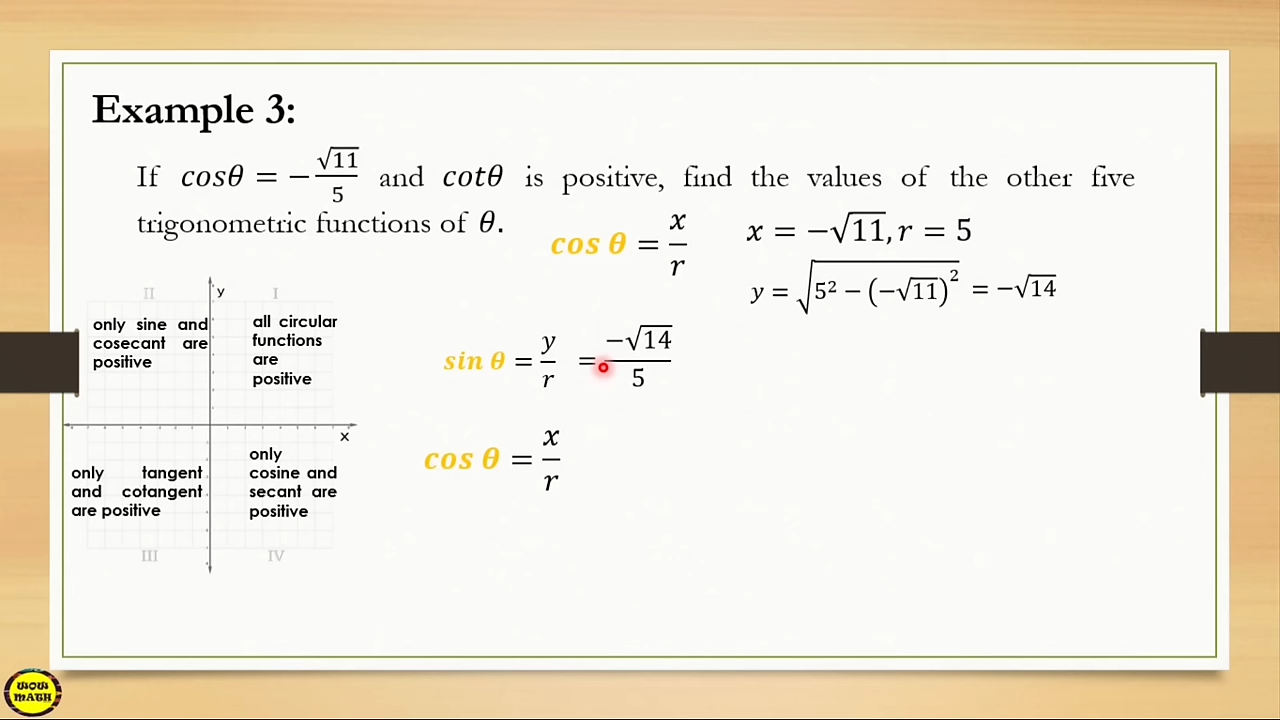 Example 3:
If cosθ = −√11/5 and cotθ is positive, find the values of the other five
trigonometric functions of θ.
cos θ = x/r
x = −√11, r = 5
y = √(5² − (−√11)²) = −√14
II
I
y
only sine and
cosecant are
positive
all circular
functions
are
positive
sin θ = y/r = −√14/5
x
only tangent
and cotangent
are positive
only
cosine and
secant are
positive
cos θ = x/r
III
IV
WOW
MATH